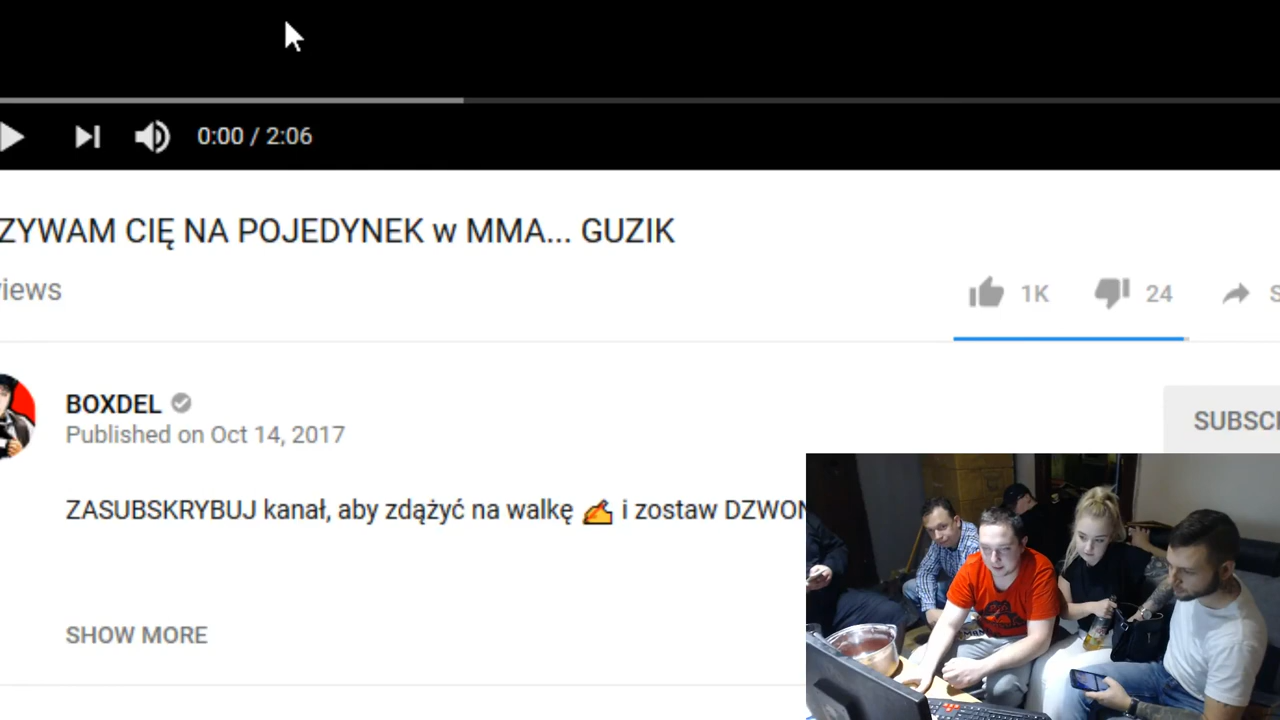 0:00 / 2:06
ZYWAM CIĘ NA POJEDYNEK w MMA... GUZIK
iews
1K
24
S
BOXDEL
Published on Oct 14, 2017
SUBSCI
ZASUBSKRYBUJ kanał, aby zdążyć na walkę ✍ i zostaw DZWON
SHOW MORE